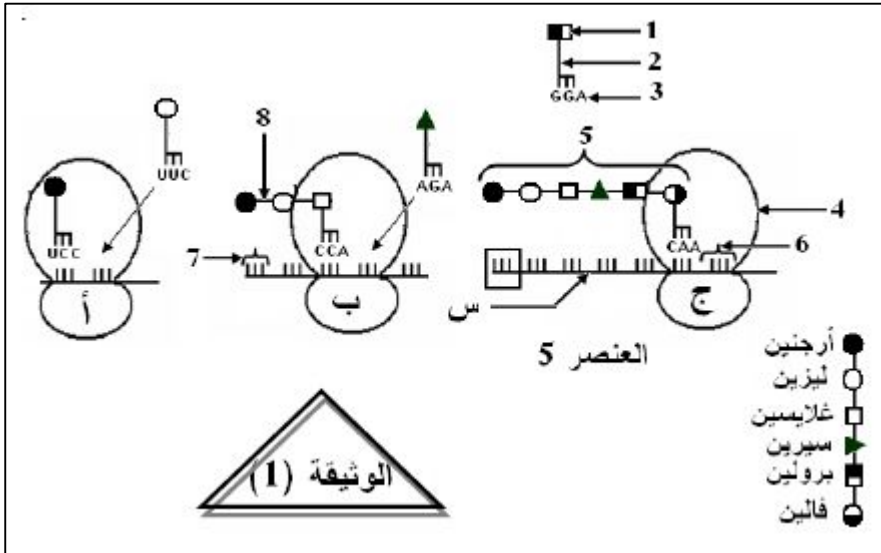 1
2
GGA 3
5
8
UUC
AGA
4
UCC
CCA
CAA
7
6
أ
ب
ج
س
العنصر 5
أرجنين
ليزين
غلايسين
سيرين
برولين
فالين
الوثيقة (1)